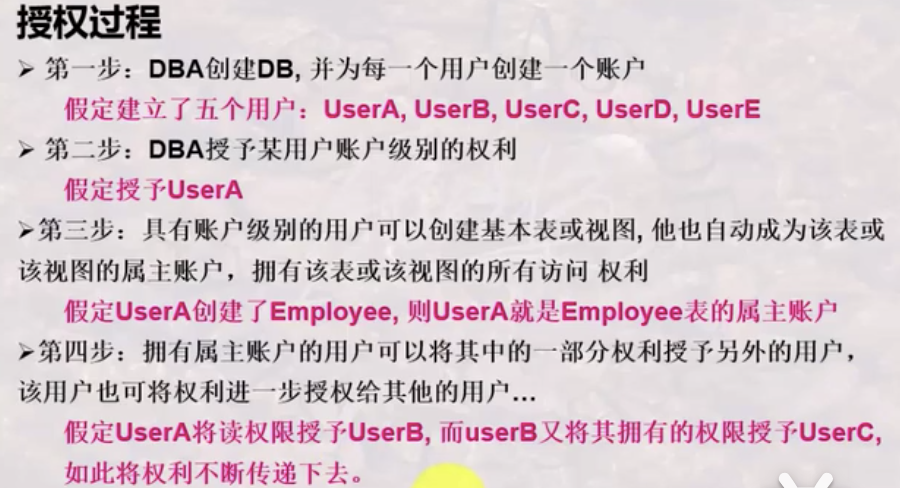 授权过程
➢ 第一步：DBA创建DB, 并为每一个用户创建一个账户
假定建立了五个用户：UserA, UserB, UserC, UserD, UserE
➢ 第二步：DBA授予某用户账户级别的权利
假定授予UserA
➢第三步：具有账户级别的用户可以创建基本表或视图, 他也自动成为该表或
该视图的属主账户，拥有该表或该视图的所有访问 权利
假定UserA创建了Employee, 则UserA就是Employee表的属主账户
➢第四步：拥有属主账户的用户可以将其中的一部分权利授予另外的用户，
该用户也可将权利进一步授权给其他的用户…
假定UserA将读权限授予UserB, 而userB又将其拥有的权限授予UserC,
如此将权利不断传递下去。